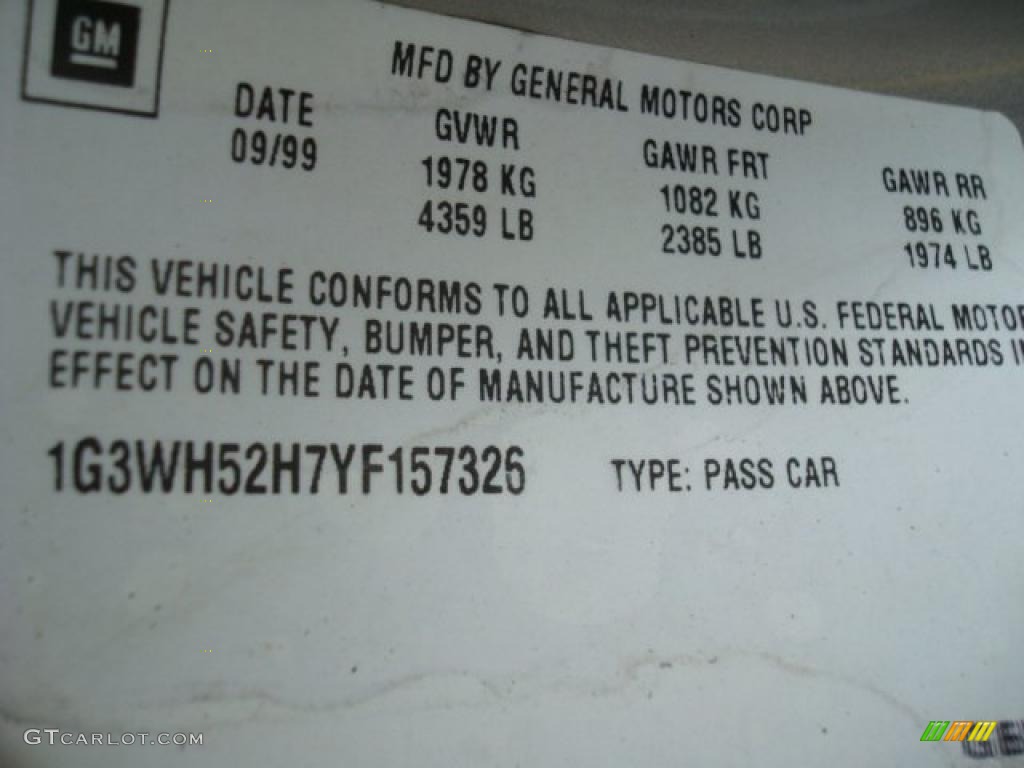 GM
MFD BY GENERAL MOTORS CORP
DATE GVWR GAWR FRT GAWR RR
09/99 1978 KG 1082 KG 896 KG
4359 LB 2385 LB 1974 LB
THIS VEHICLE CONFORMS TO ALL APPLICABLE U.S. FEDERAL MOTOR
VEHICLE SAFETY, BUMPER, AND THEFT PREVENTION STANDARDS IN
EFFECT ON THE DATE OF MANUFACTURE SHOWN ABOVE.
1G3WH52H7YF157326 TYPE: PASS CAR
GTCARLOT.COM